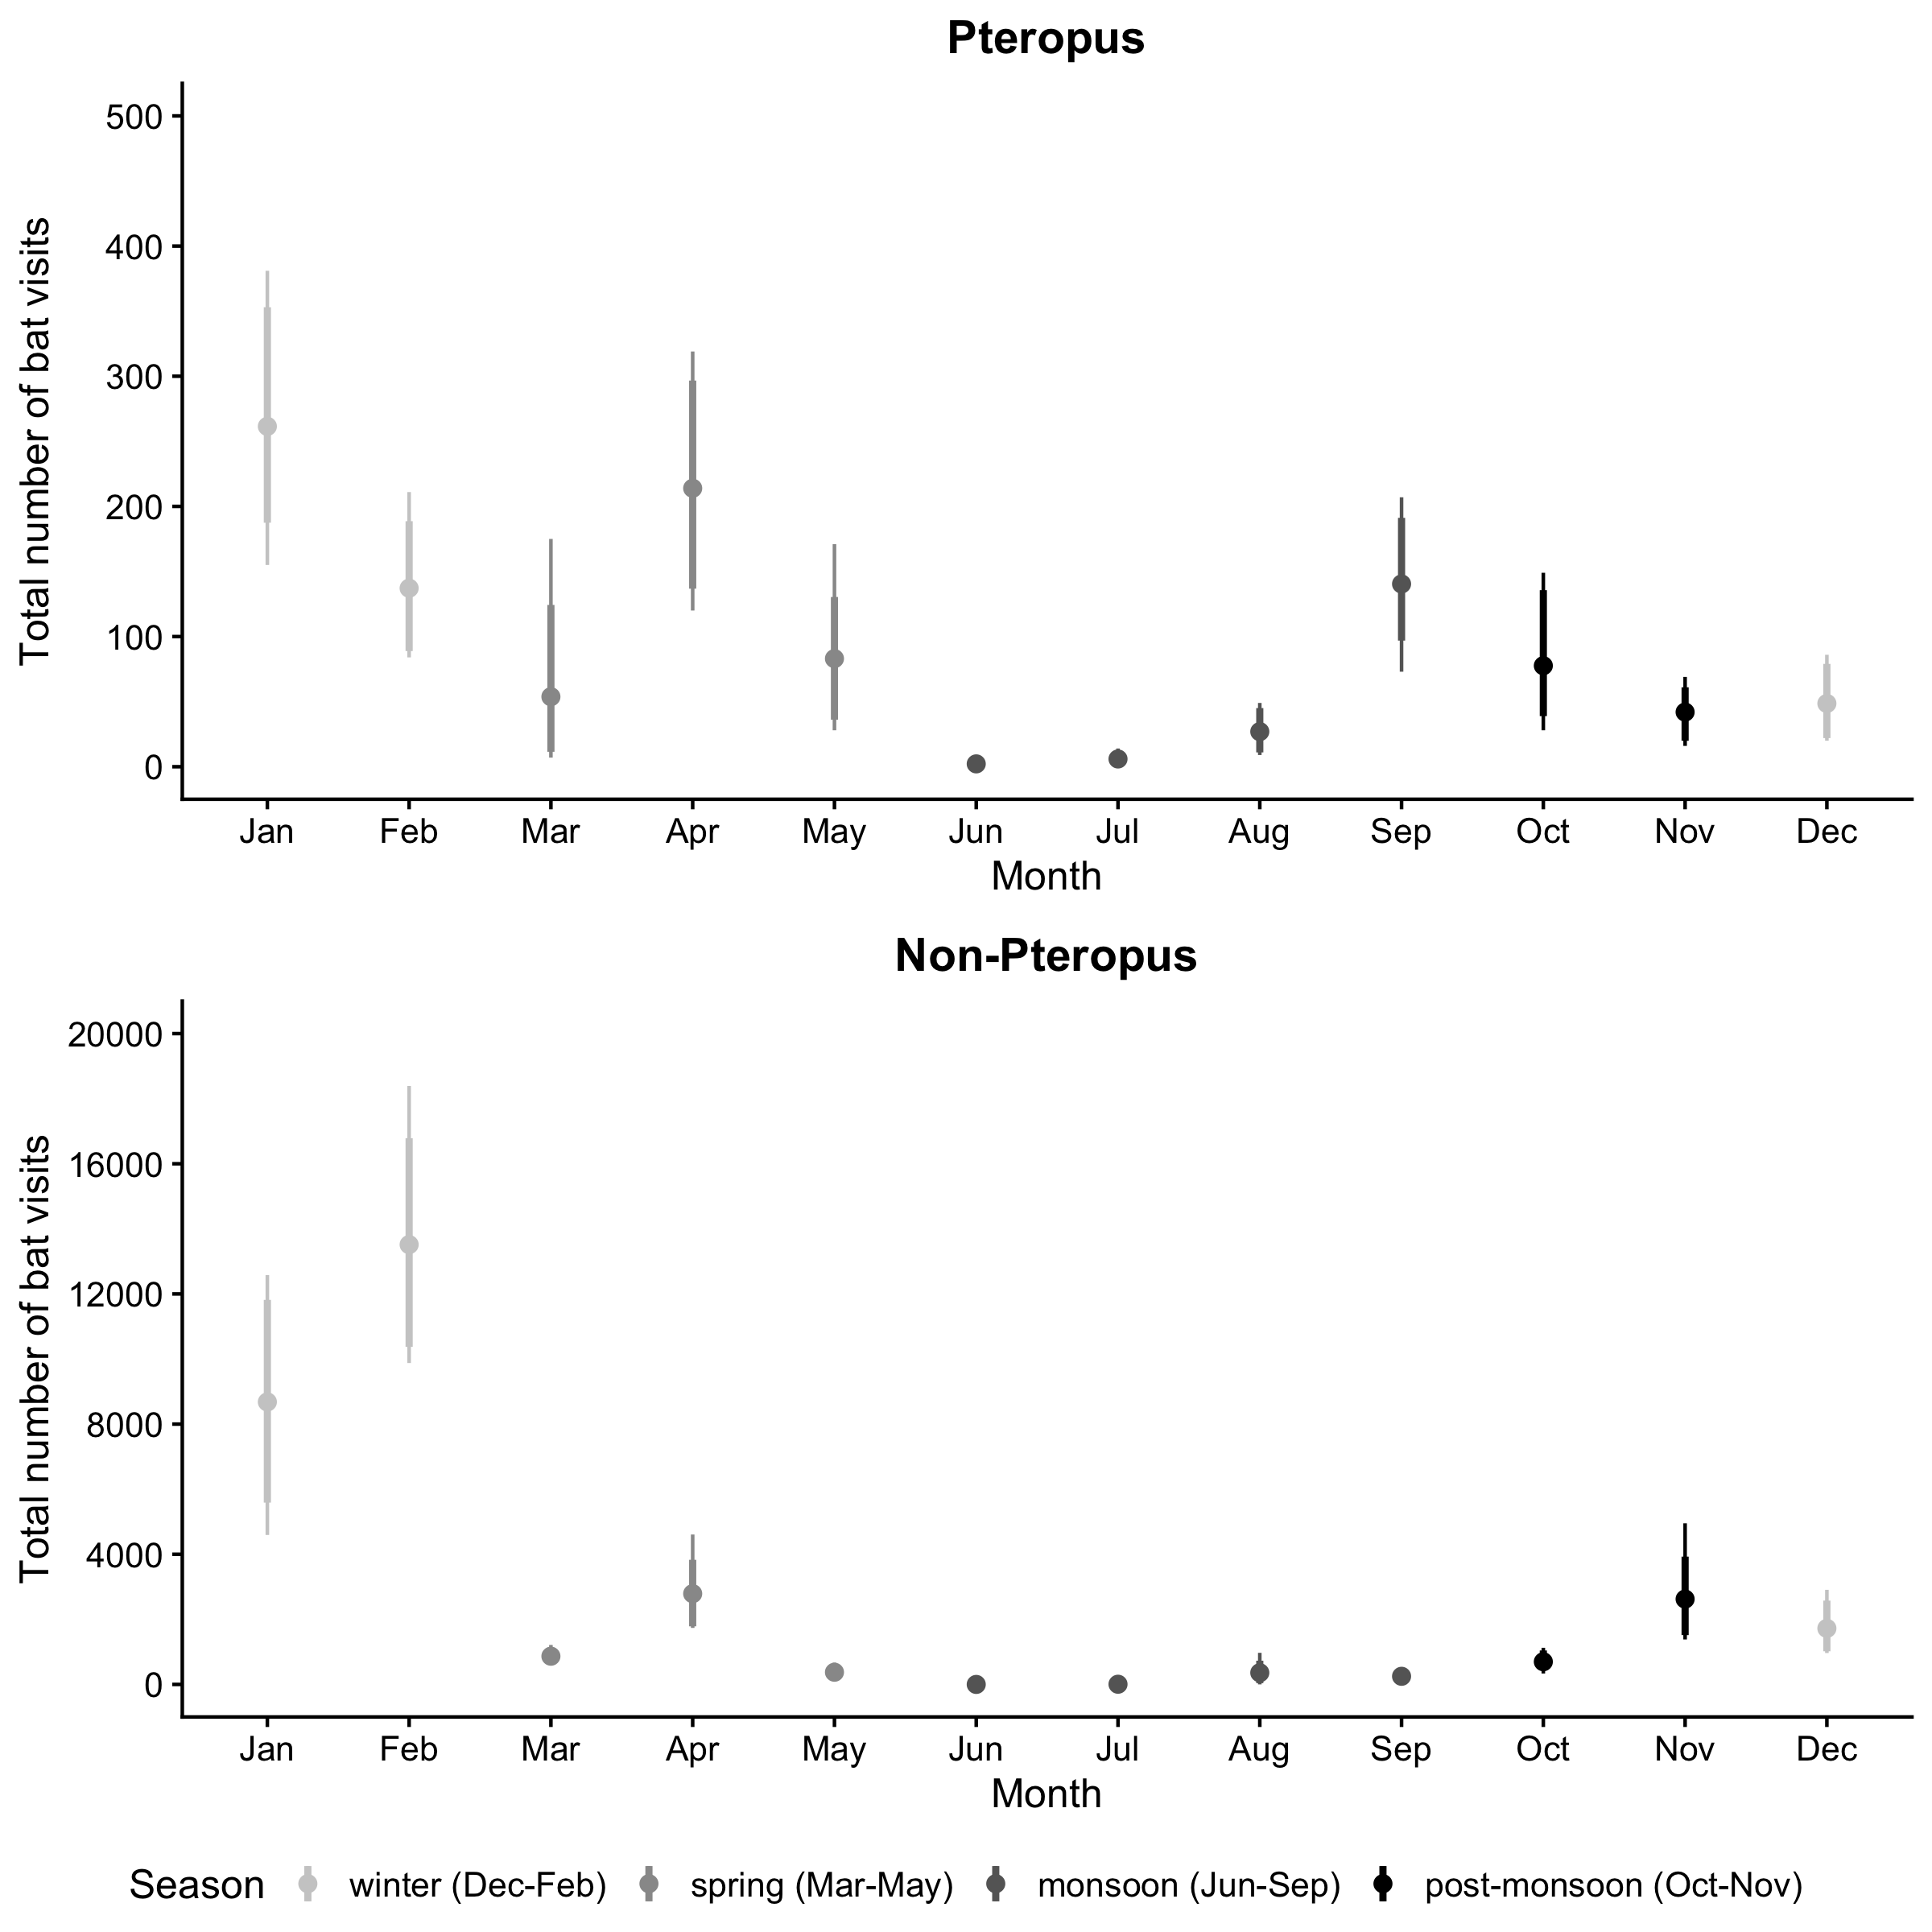 Pteropus
Total number of bat visits
500
400
300
200
100
0
Jan Feb Mar Apr May Jun Jul Aug Sep Oct Nov Dec
Month
Non-Pteropus
Total number of bat visits
20000
16000
12000
8000
4000
0
Jan Feb Mar Apr May Jun Jul Aug Sep Oct Nov Dec
Month
Season winter (Dec-Feb) spring (Mar-May) monsoon (Jun-Sep) post-monsoon (Oct-Nov)